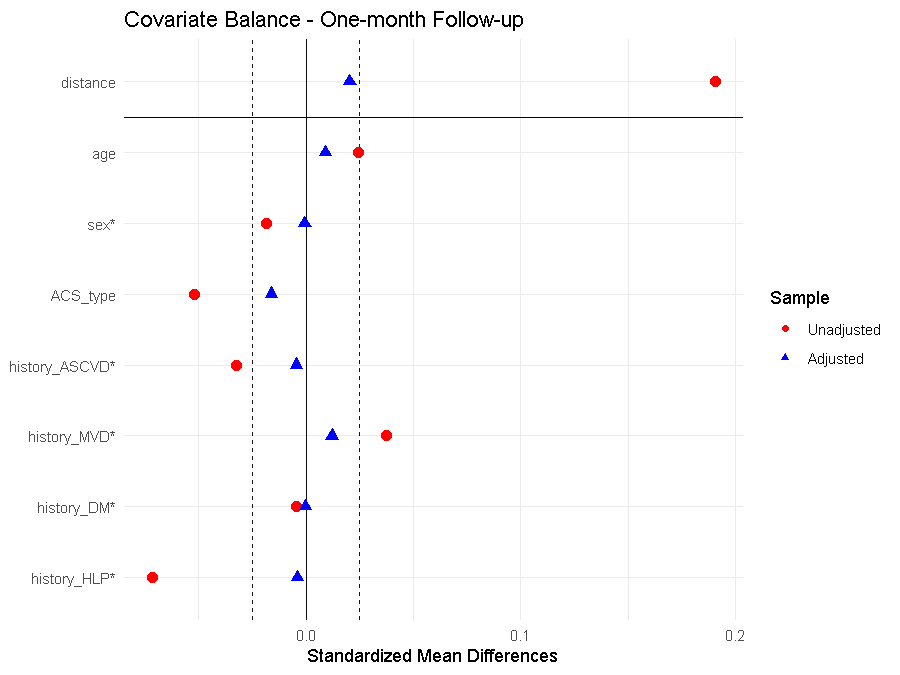 Covariate Balance - One-month Follow-up
distance
age
sex*
ACS_type
history_ASCVD*
history_MVD*
history_DM*
history_HLP*
0.0
0.1
0.2
Standardized Mean Differences
Sample
Unadjusted
Adjusted